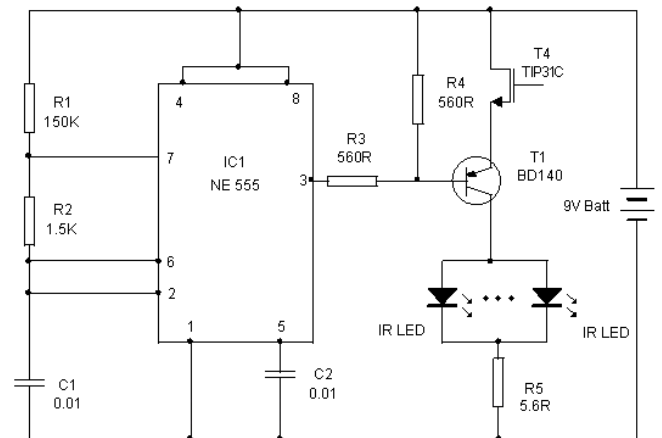 T4
TIP31C
R1
150K
4
8
R4
560R
R3
560R
7
IC1
NE 555
3
T1
BD140
R2
1.5K
9V Batt
6
2
1
5
IR LED
IR LED
C1
0.01
C2
0.01
R5
5.6R